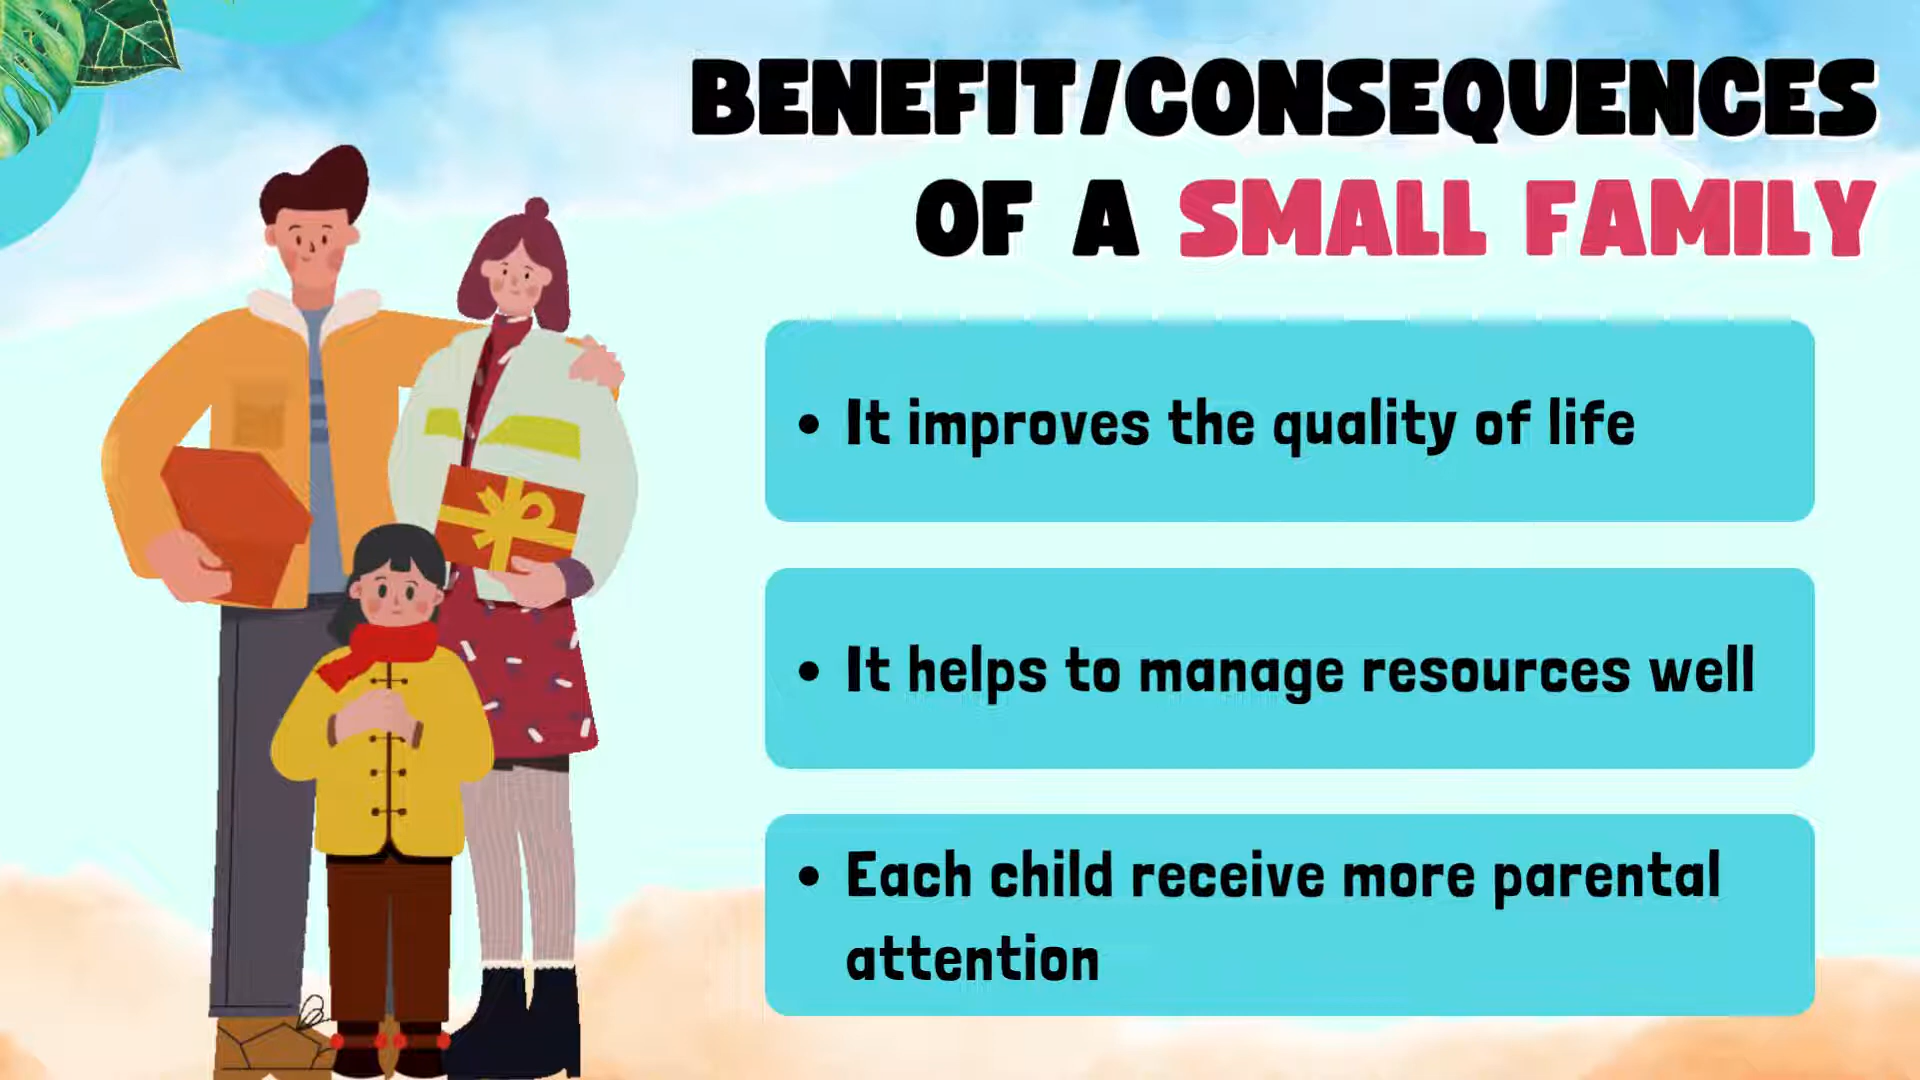 BENEFIT/CONSEQUENCES
OF A SMALL FAMILY
• It improves the quality of life
• It helps to manage resources well
• Each child receive more parental
attention